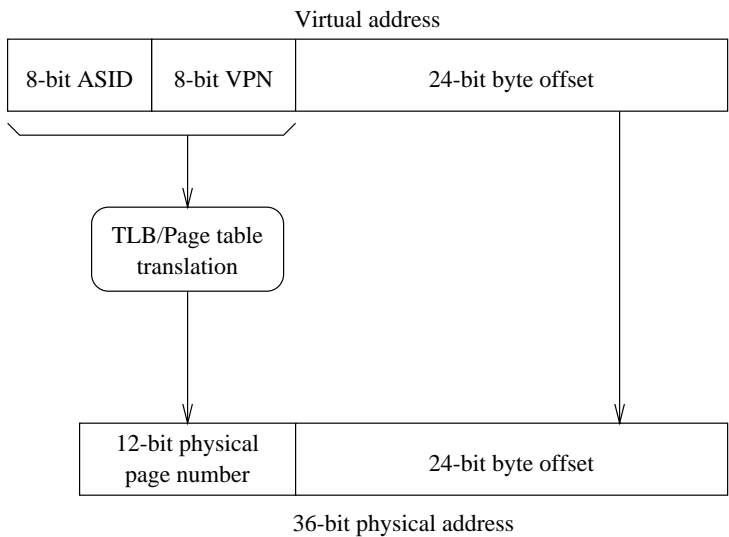 Virtual address
8-bit ASID
8-bit VPN
24-bit byte offset
TLB/Page table
translation
12-bit physical
page number
24-bit byte offset
36-bit physical address